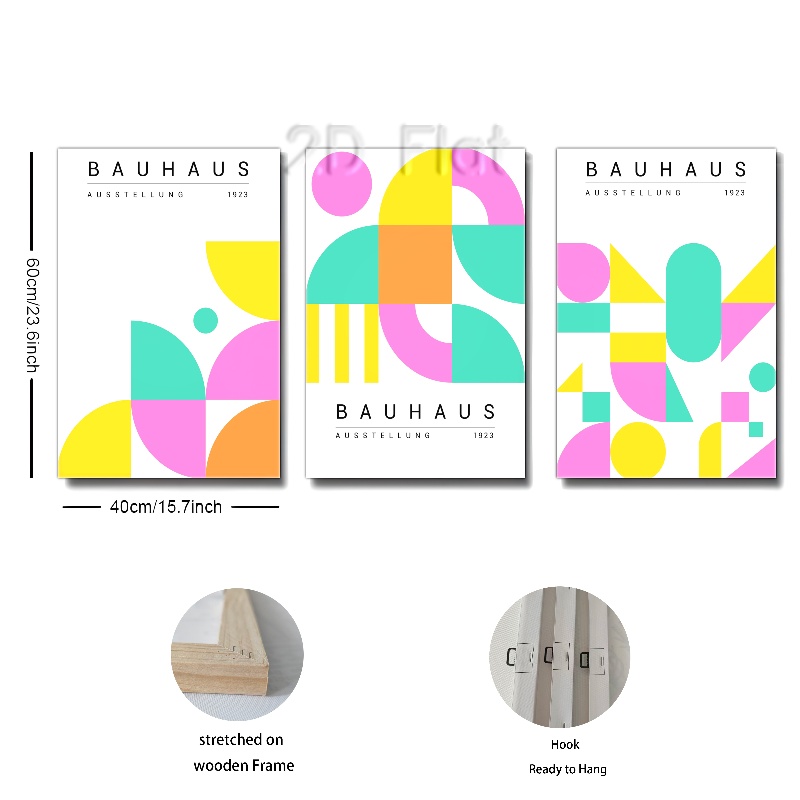 2D Flat
BAUHAUS
AUSSTELLUNG 1923
BAUHAUS
AUSSTELLUNG 1923
BAUHAUS
AUSSTELLUNG 1923
60cm/23.6inch
40cm/15.7inch
stretched on
wooden Frame
Hook
Ready to Hang